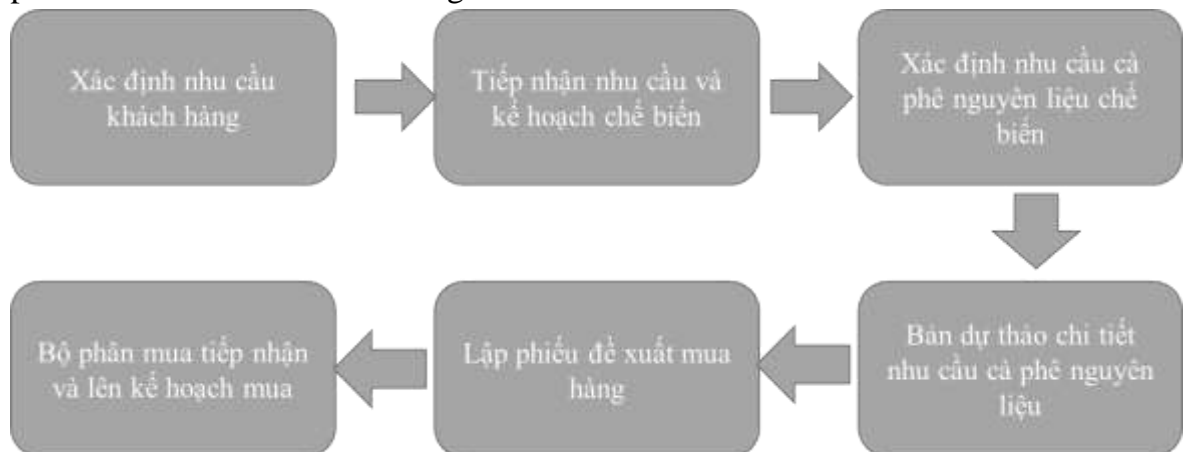 Xác định nhu cầu
khách hàng
Tiếp nhận nhu cầu và
kế hoạch chế biến
Xác định nhu cầu cà
phê nguyên liệu chế
biến
Bản dự thảo chi tiết
nhu cầu cà phê nguyên
liệu
Lập phiếu đề xuất mua
hàng
Bộ phân mua tiếp nhận
và lên kế hoạch mua